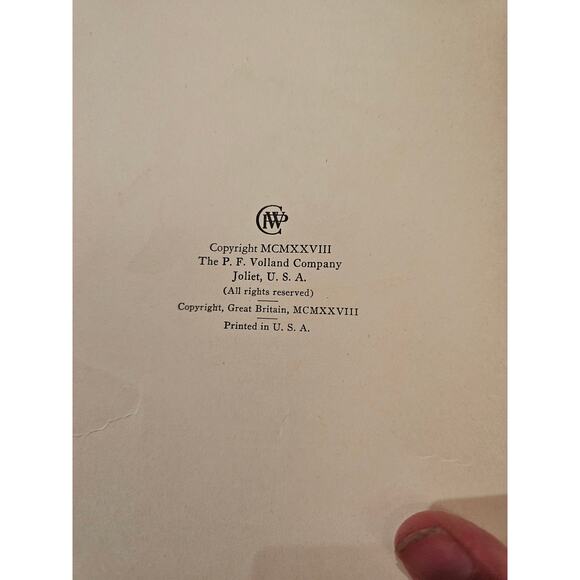 Copyright MCMXXVIII
The P. F. Volland Company
Joliet, U. S. A.
(All rights reserved)
Copyright, Great Britain, MCMXXVIII
Printed in U. S. A.